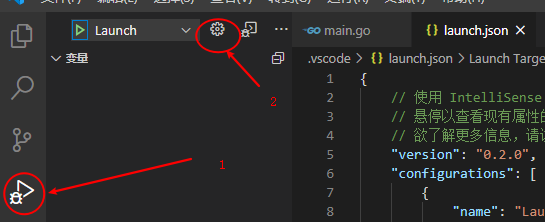 Launch
main.go
launch.json
变量
.vscode > launch.json > Launch Targe
1 {
2 // 使用 IntelliSense
3 // 悬停以查看现有属性的
4 // 欲了解更多信息，请
5 "version": "0.2.0",
6 "configurations": [
7 {
8 "name": "Lau
1
2